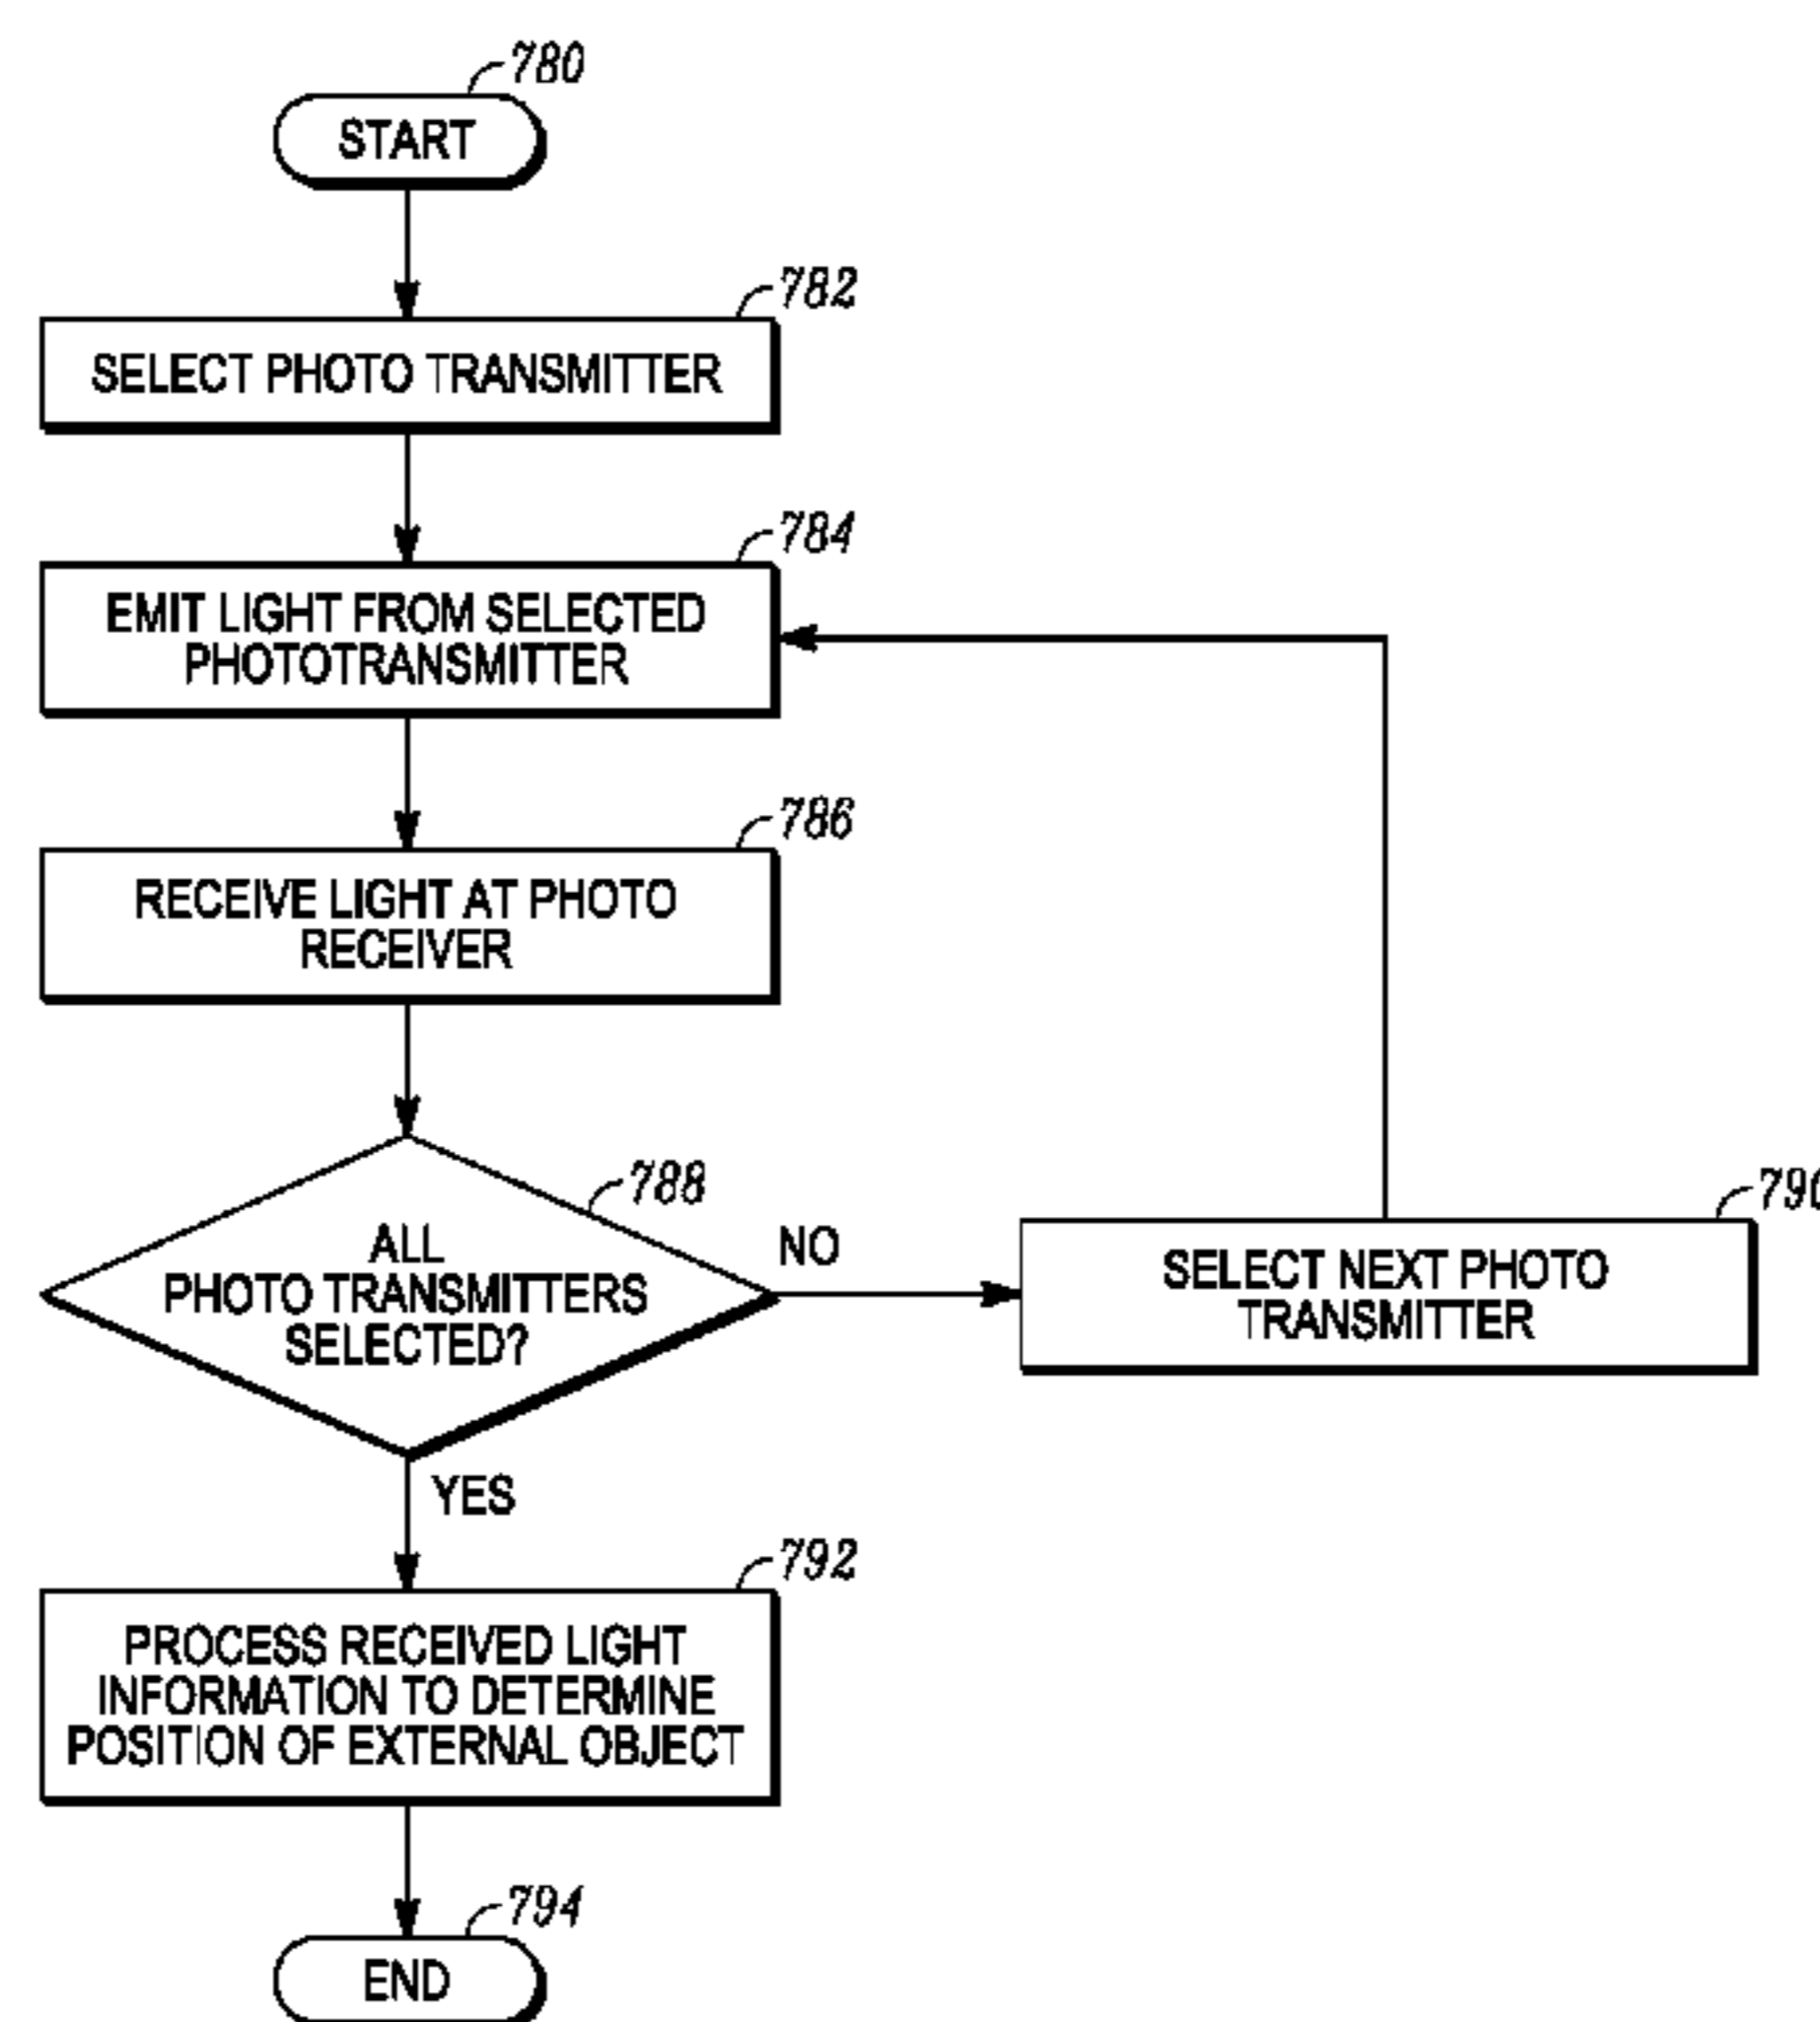 780
START
782
SELECT PHOTO TRANSMITTER
784
EMIT LIGHT FROM SELECTED
PHOTOTRANSMITTER
786
RECEIVE LIGHT AT PHOTO
RECEIVER
788
ALL
PHOTO TRANSMITTERS
SELECTED?
NO
790
SELECT NEXT PHOTO
TRANSMITTER
YES
792
PROCESS RECEIVED LIGHT
INFORMATION TO DETERMINE
POSITION OF EXTERNAL OBJECT
794
END